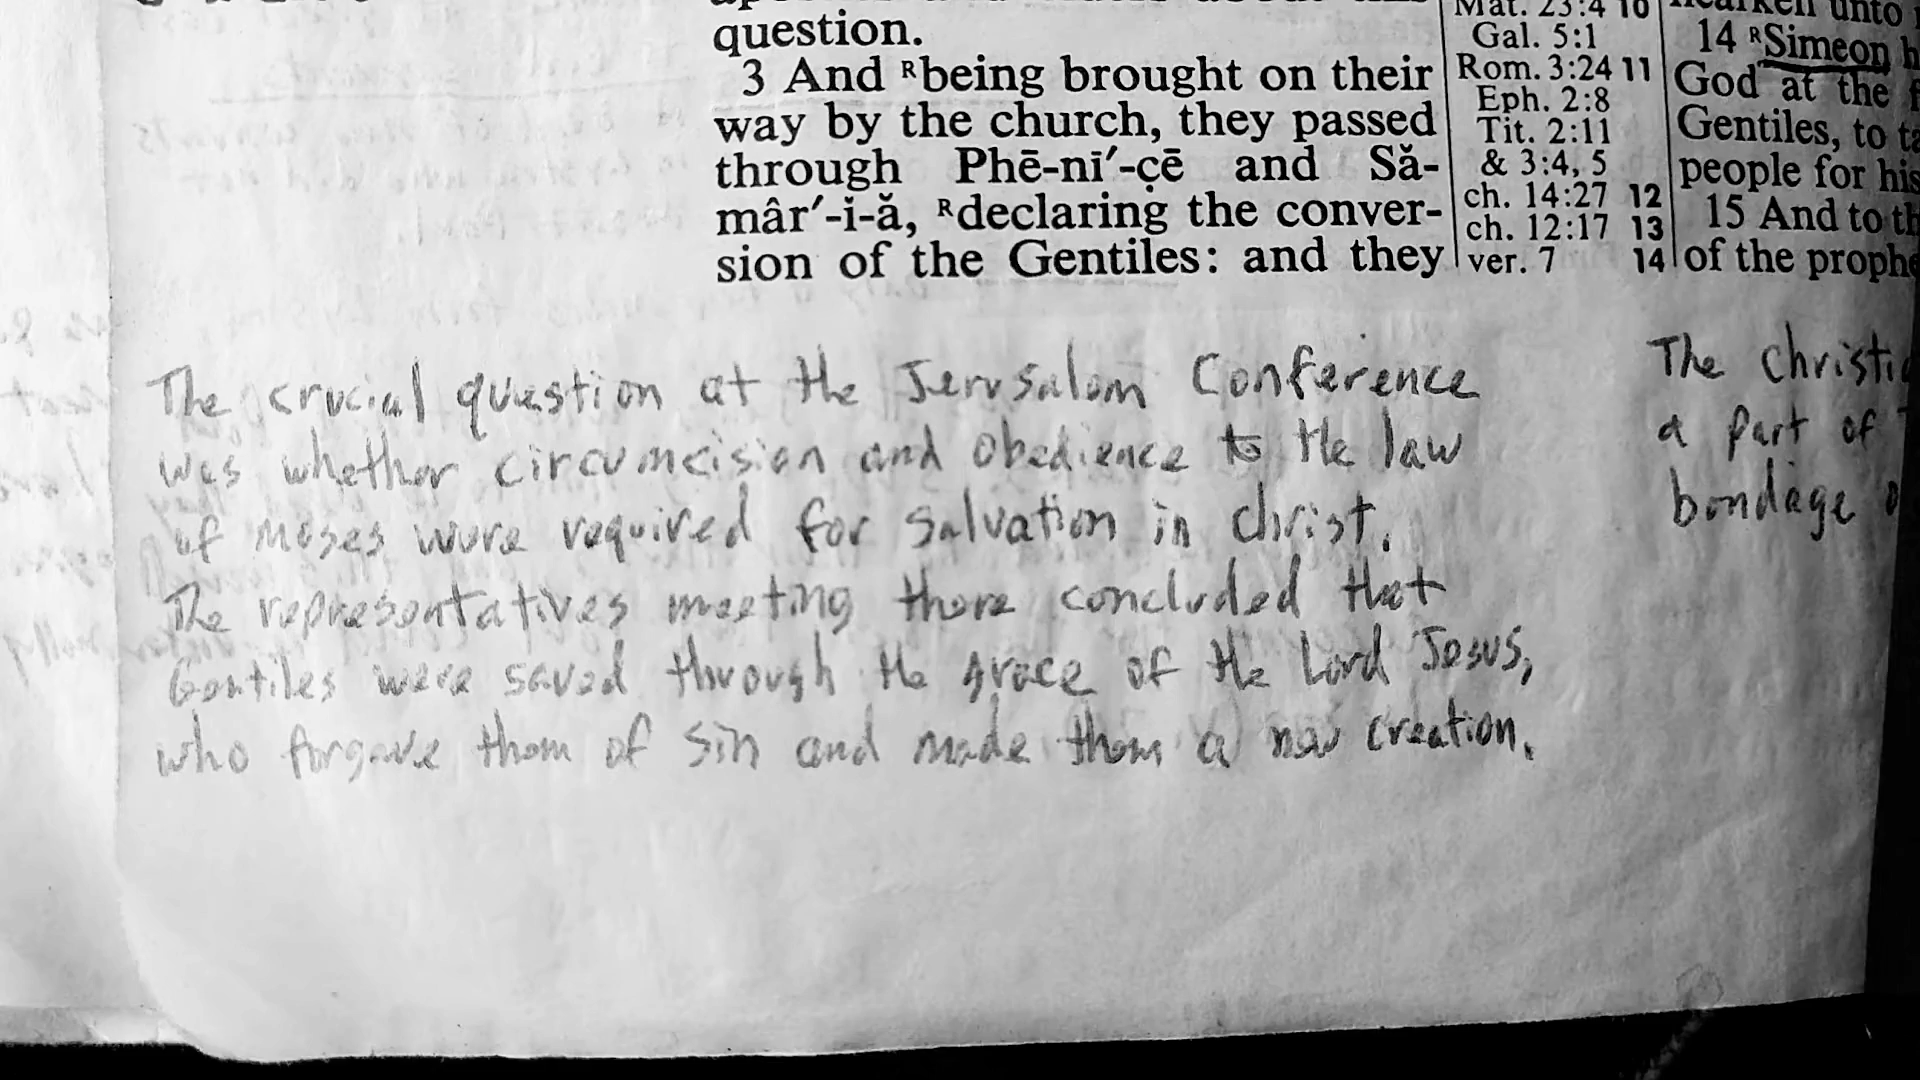 question.
3 And ᴿbeing brought on their
way by the church, they passed
through Phē-nī′-çē and Să-
mâr′-ĭ-ă, ᴿdeclaring the conver-
sion of the Gentiles: and they
Mat. 23:4 10
Gal. 5:1
Rom. 3:24 11
Eph. 2:8
Tit. 2:11
& 3:4, 5
ch. 14:27 12
ch. 12:17 13
ver. 7 14
hearken unto
14 ᴿSimeon
God at the
Gentiles, to
people for his
15 And to
of the
The crucial question at the Jerusalem Conference
was whether circumcision and obedience to the law
of Moses were required for salvation in Christ.
The representatives meeting there concluded that
Gentiles were saved through the grace of the Lord Jesus,
who forgave them of sin and made them a new creation.
The
a part of
bondage